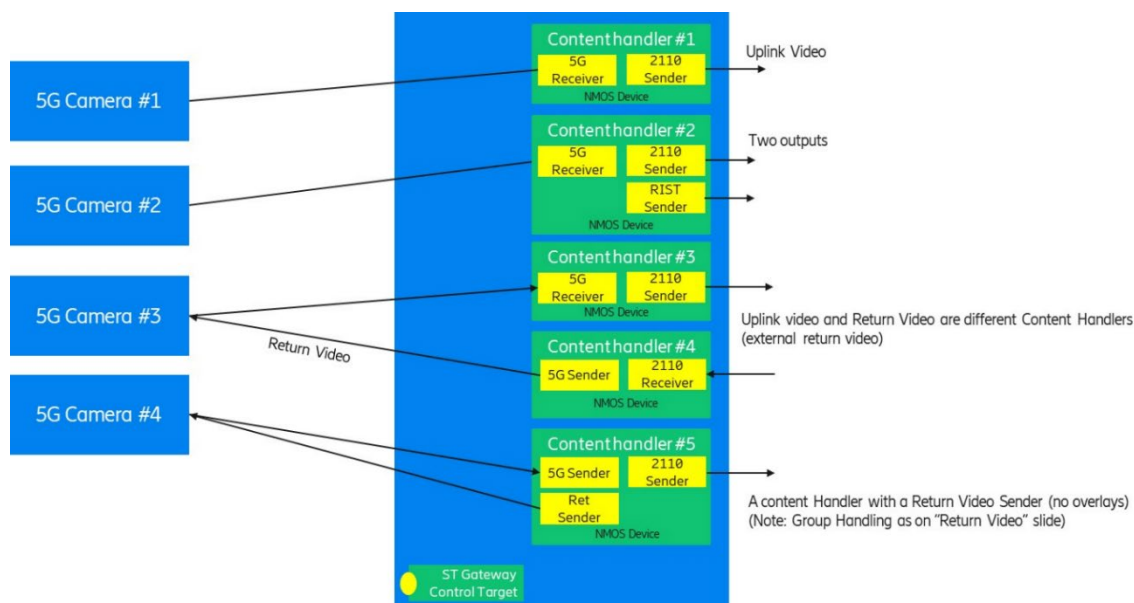 5G Camera #1
5G Camera #2
5G Camera #3
5G Camera #4
Return Video
Contenthandler #1
5G
Receiver
2110
Sender
NMOS Device
Uplink Video
Contenthandler #2
5G
Receiver
2110
Sender
RIST
Sender
NMOS Device
Two outputs
Contenthandler #3
5G
Receiver
2110
Sender
NMOS Device
Uplink video and Return Video are different Content Handlers
(external return video)
Contenthandler #4
5G Sender
2110
Receiver
NMOS Device
Contenthandler #5
5G Sender
2110
Sender
Ret
Sender
NMOS Device
A content Handler with a Return Video Sender (no overlays)
(Note: Group Handling as on "Return Video" slide)
ST Gateway
Control Target